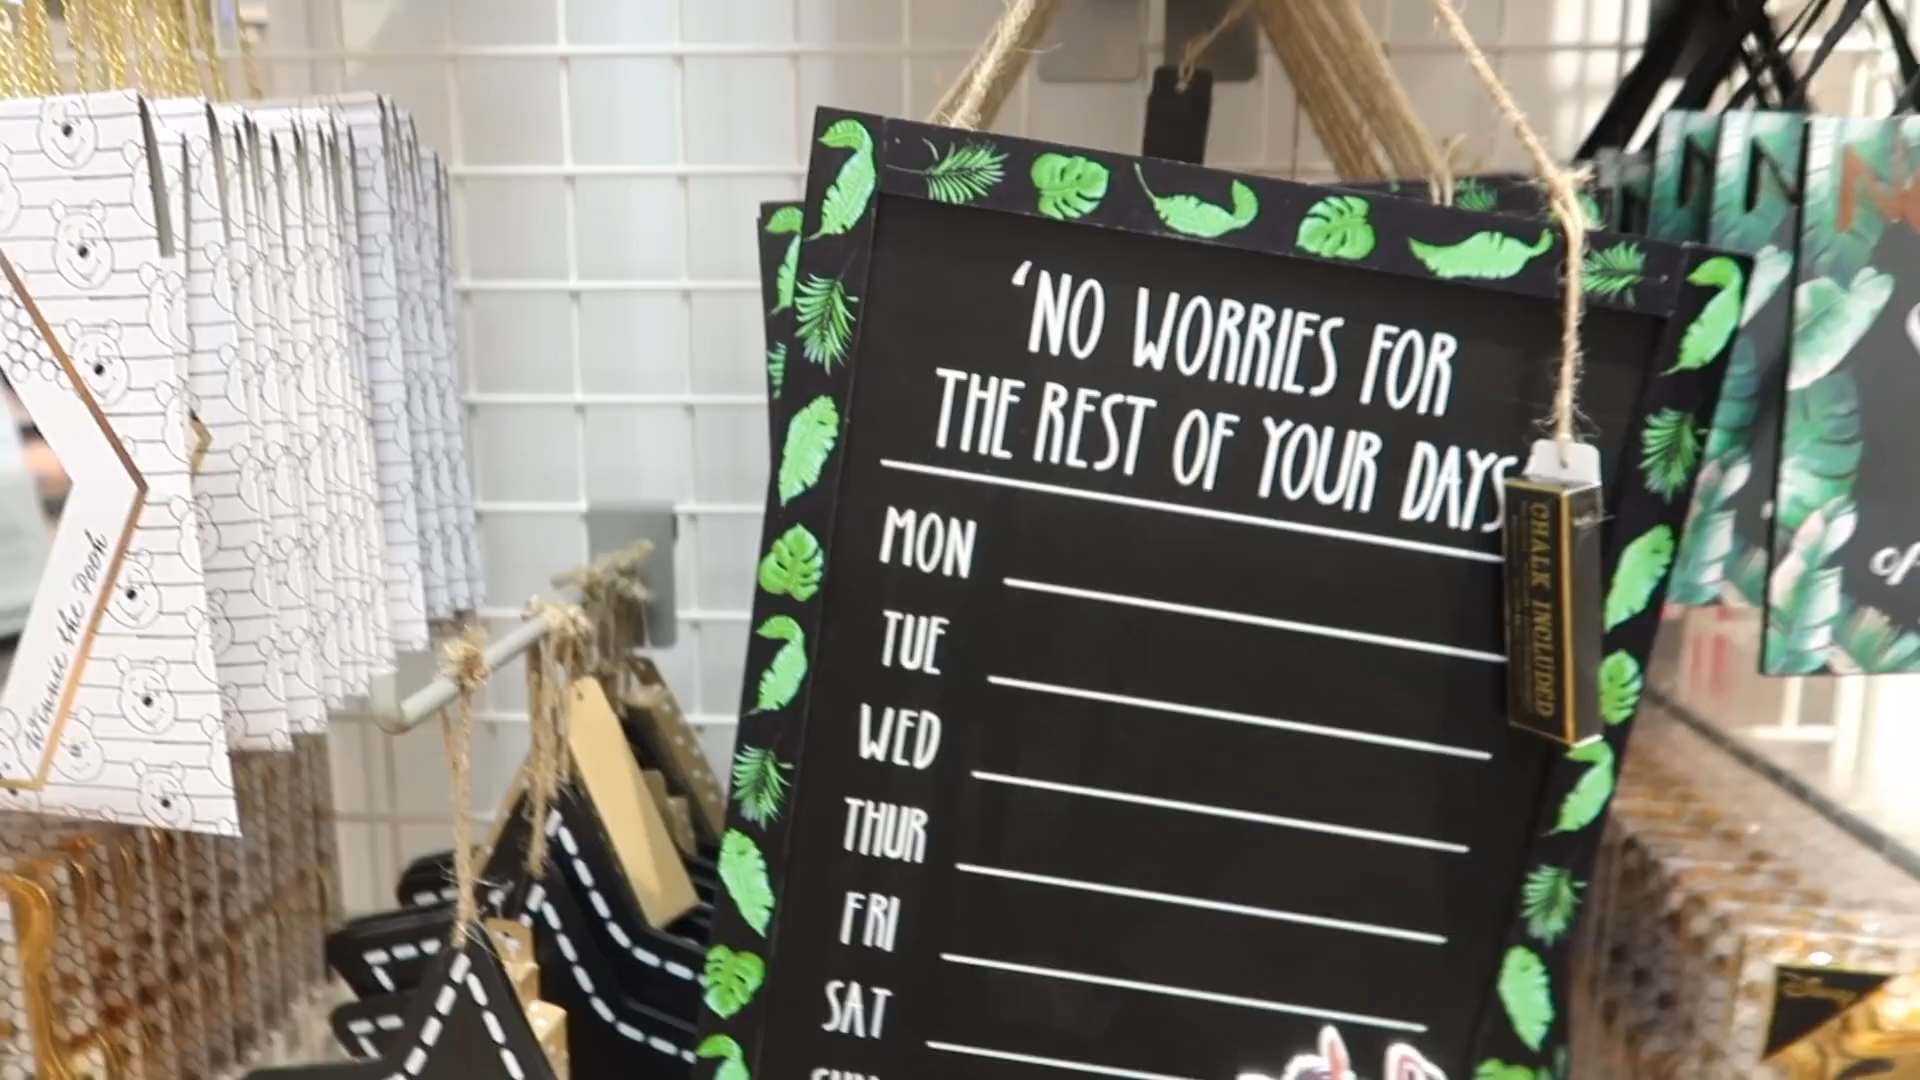 'NO WORRIES FOR
THE REST OF YOUR DAYS
MON
TUE
WED
THUR
FRI
SAT
CHALK INCLUDED
Winnie the Pooh
Disney